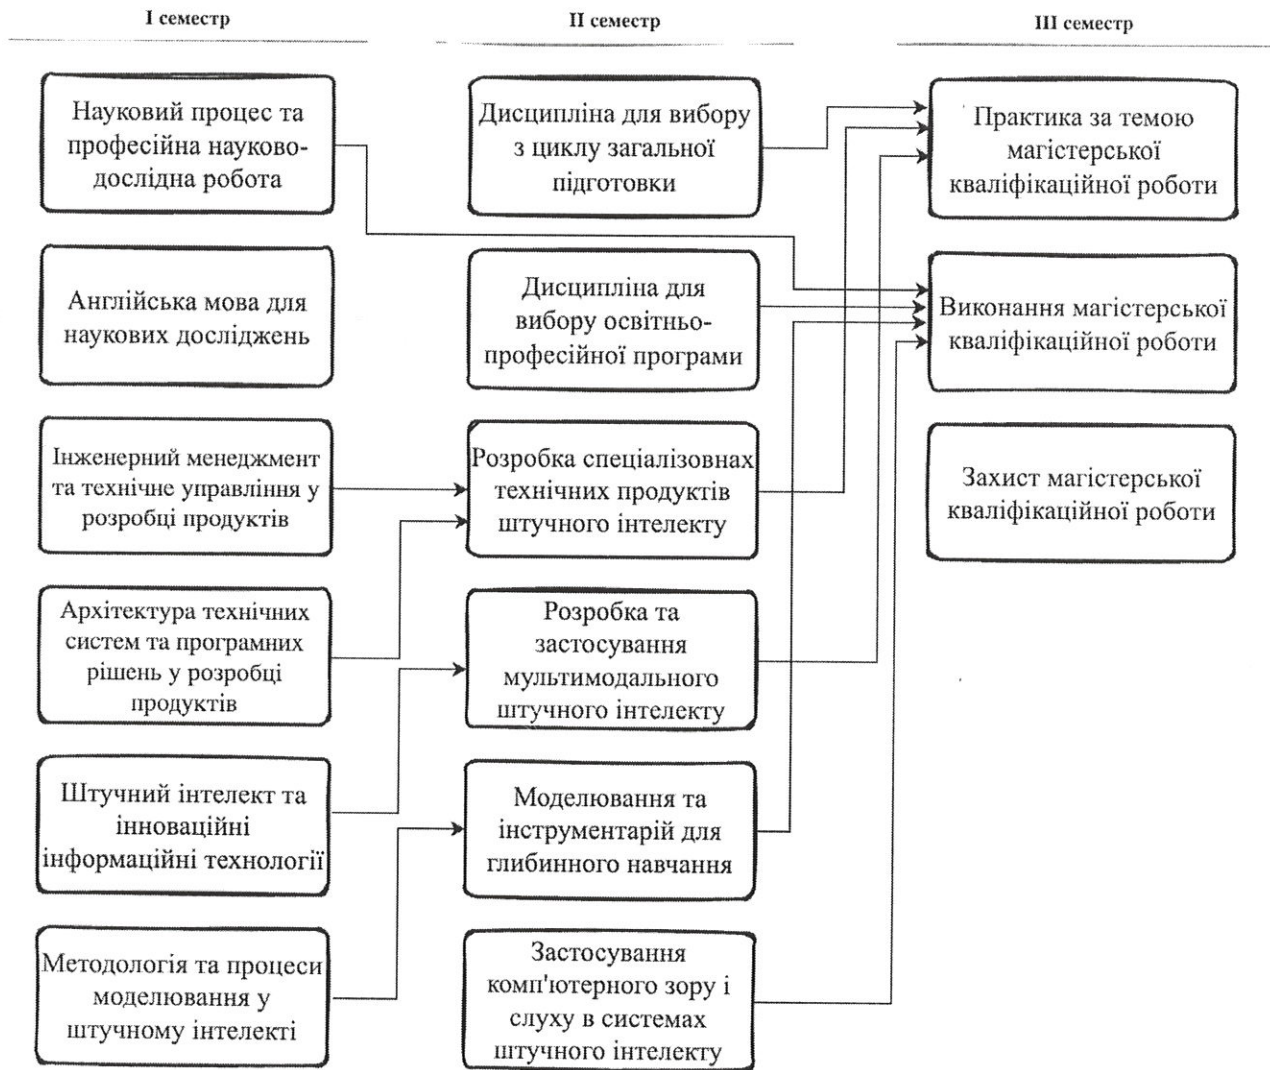 I семестр
II семестр
III семестр
Науковий процес та
професійна науково-
дослідна робота
Англійська мова для
наукових досліджень
Інженерний менеджмент
та технічне управління у
розробці продуктів
Архітектура технічних
систем та програмних
рішень у розробці
продуктів
Штучний інтелект та
інноваційні
інформаційні технології
Методологія та процеси
моделювання у
штучному інтелекті
Дисципліна для вибору
з циклу загальної
підготовки
Дисципліна для
вибору освітньо-
професійної програми
Розробка спеціалізовнах
технічних продуктів
штучного інтелекту
Розробка та
застосування
мультимодального
штучного інтелекту
Моделювання та
інструментарій для
глибинного навчання
Застосування
комп'ютерного зору і
слуху в системах
штучного інтелекту
Практика за темою
магістерської
кваліфікаційної роботи
Виконання магістерської
кваліфікаційної роботи
Захист магістерської
кваліфікаційної роботи